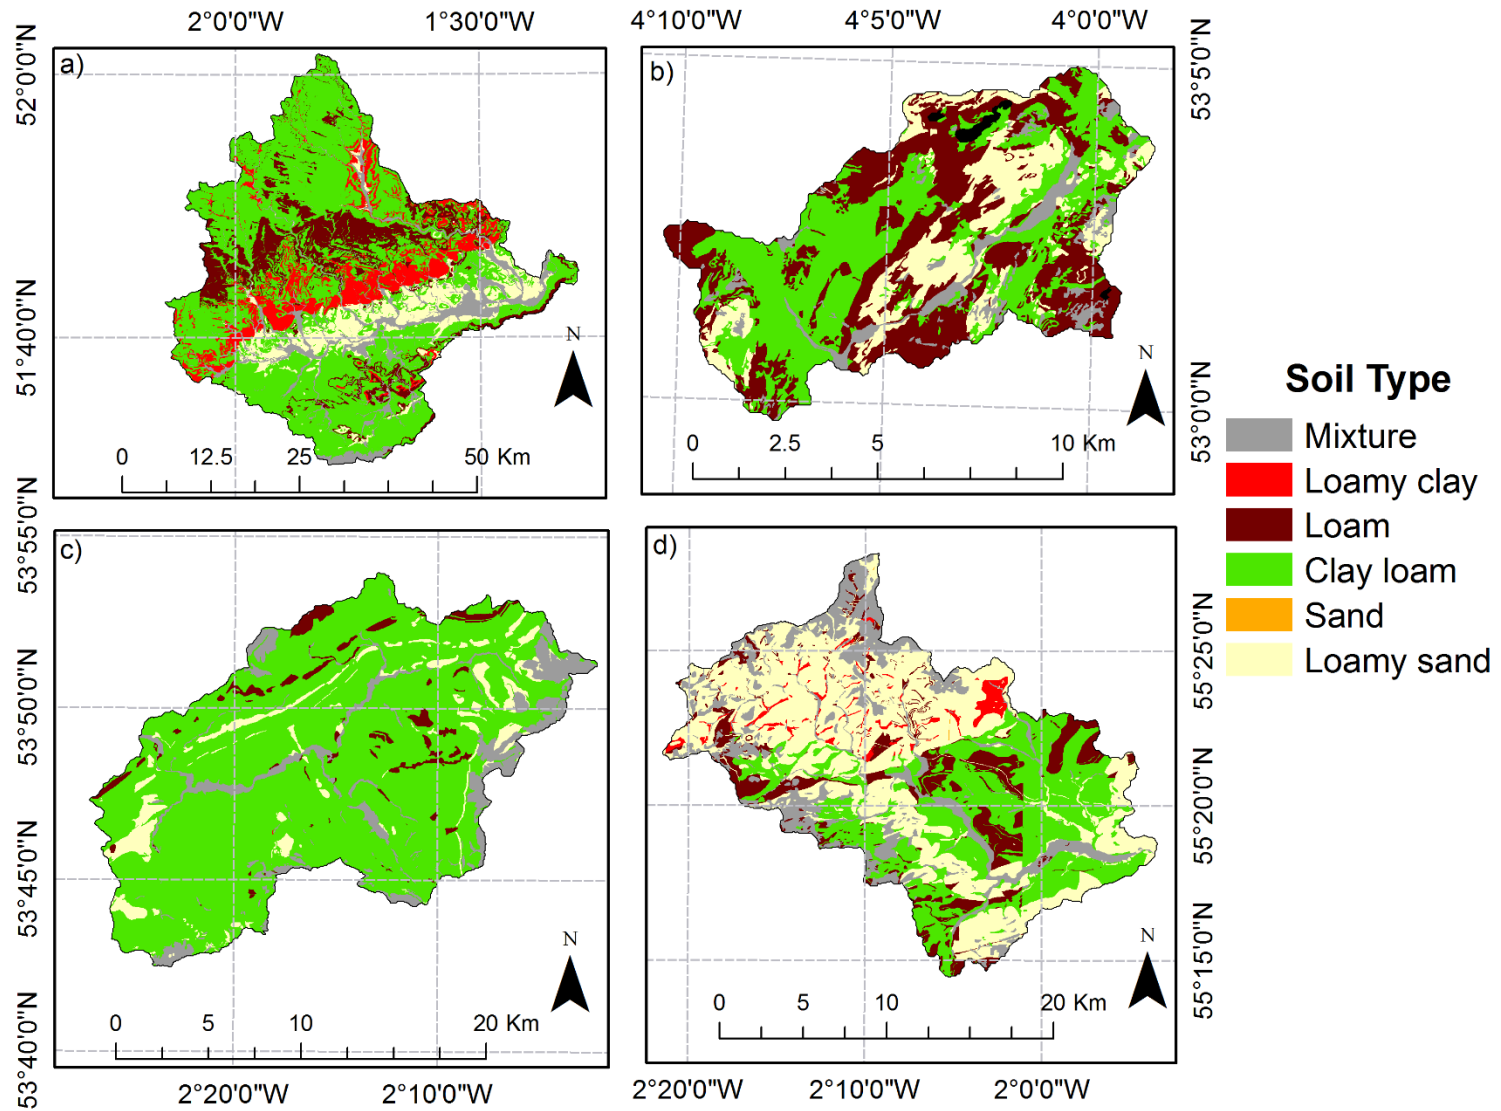 2°0'0"W 1°30'0"W 4°10'0"W 4°5'0"W 4°0'0"W
a)
b)
52°0'0"N
51°40'0"N
53°5'0"N
53°0'0"N
N
N
0 12.5 25 50 Km
0 2.5 5 10 Km
Soil Type
Mixture
Loamy clay
Loam
Clay loam
Sand
Loamy sand
c)
d)
53°55'0"N
53°50'0"N
53°45'0"N
53°40'0"N
55°25'0"N
55°20'0"N
55°15'0"N
N
N
0 5 10 20 Km
0 5 10 20 Km
2°20'0"W 2°10'0"W 2°20'0"W 2°10'0"W 2°0'0"W